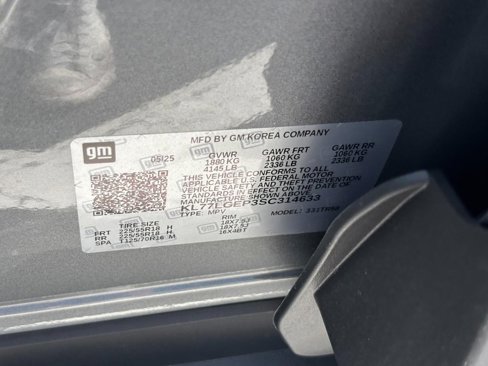 gm
MFD BY GM KOREA COMPANY
05/25 GVWR GAWR FRT GAWR RR
1880 KG 1060 KG 1060 KG
4145 LB 2336 LB 2336 LB
THIS VEHICLE CONFORMS TO ALL
APPLICABLE U.S. FEDERAL MOTOR
VEHICLE SAFETY AND THEFT PREVENTION
STANDARDS IN EFFECT ON THE DATE OF
MANUFACTURE SHOWN ABOVE.
KL77LGEP3SC314633
TYPE: MPV MODEL:
TIRE SIZE RIM
FRT 225/55R18 H 18X7.5J
RR 225/55R18 H 18X7.5J
SPA T125/70R16 M 16X4BT